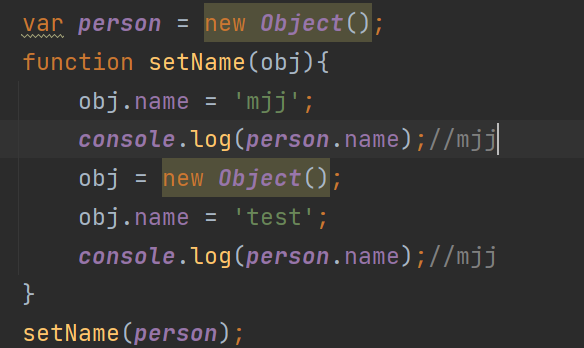 var person = new Object();
function setName(obj){
obj.name = 'mjj';
console.log(person.name);//mjj
obj = new Object();
obj.name = 'test';
console.log(person.name);//mjj
}
setName(person);